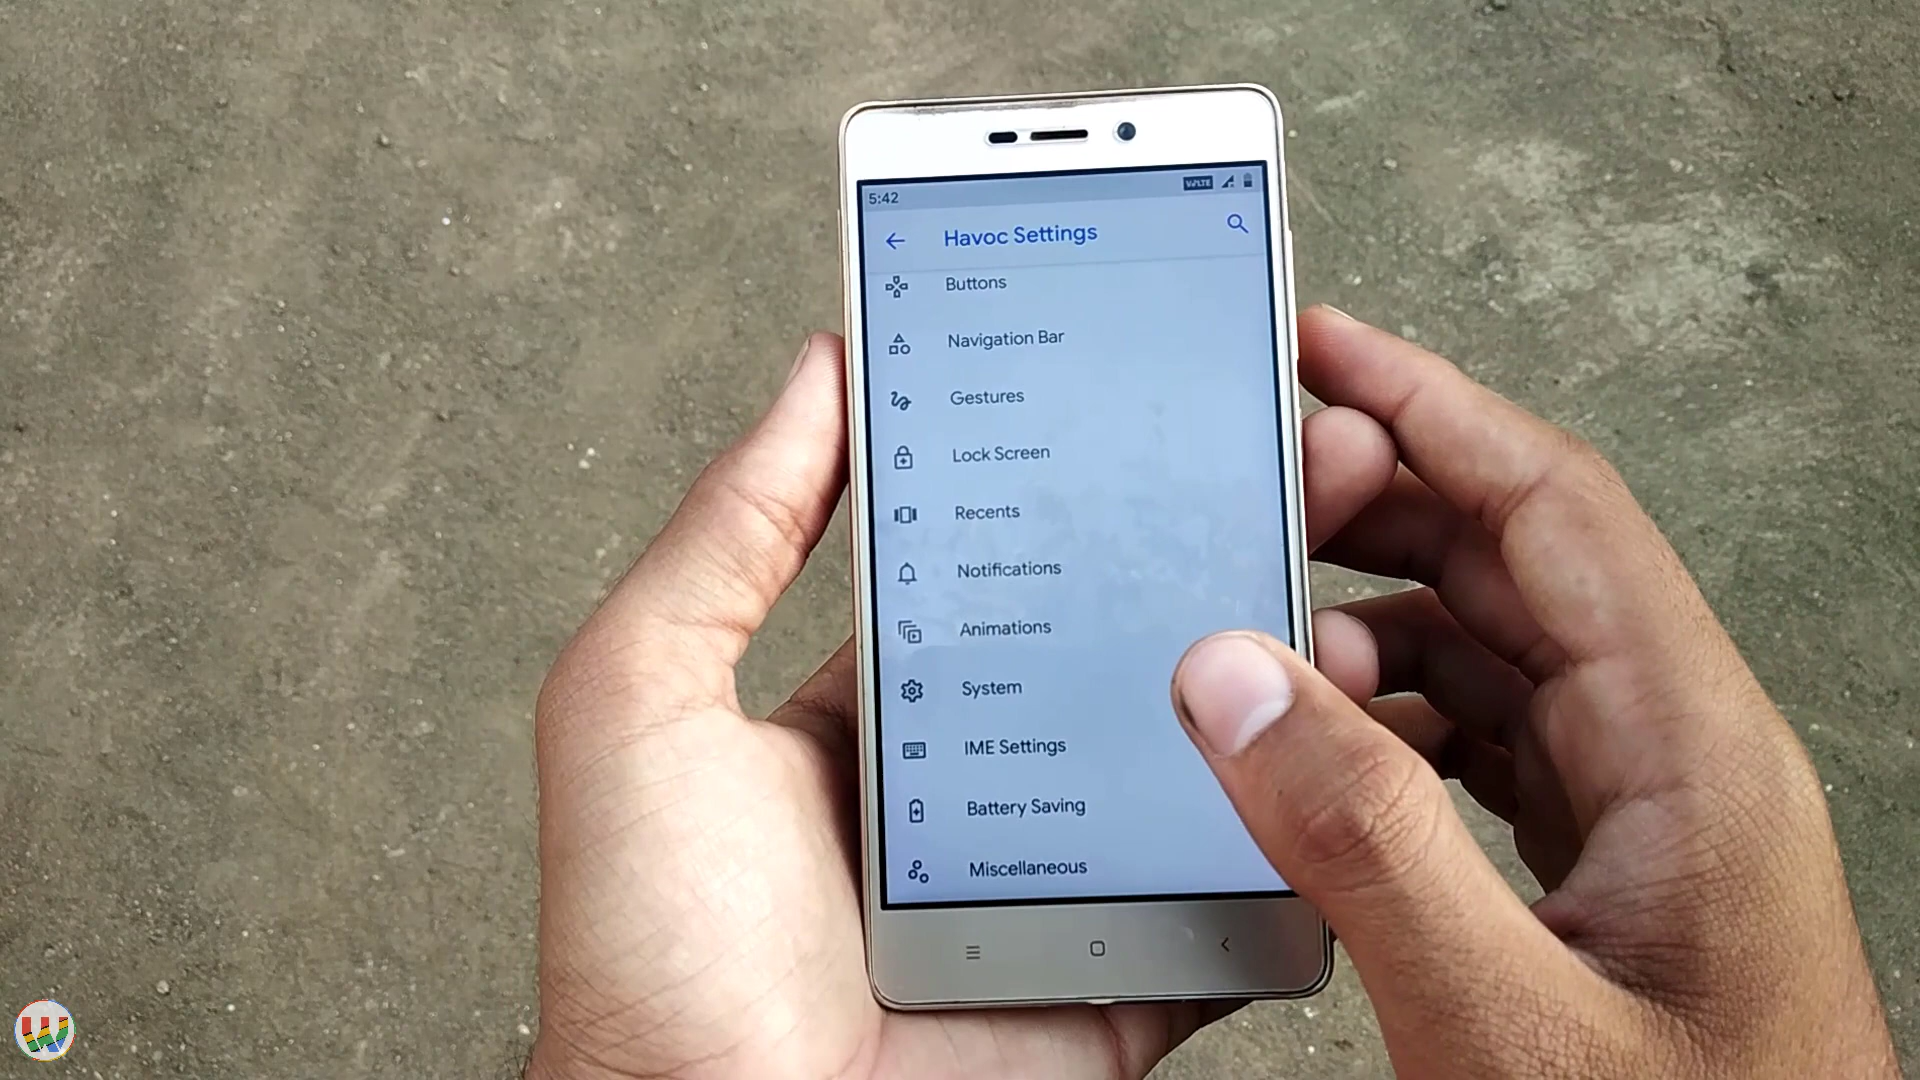 5:42
VoLTE
Havoc Settings
Buttons
Navigation Bar
Gestures
Lock Screen
Recents
Notifications
Animations
System
IME Settings
Battery Saving
Miscellaneous
W